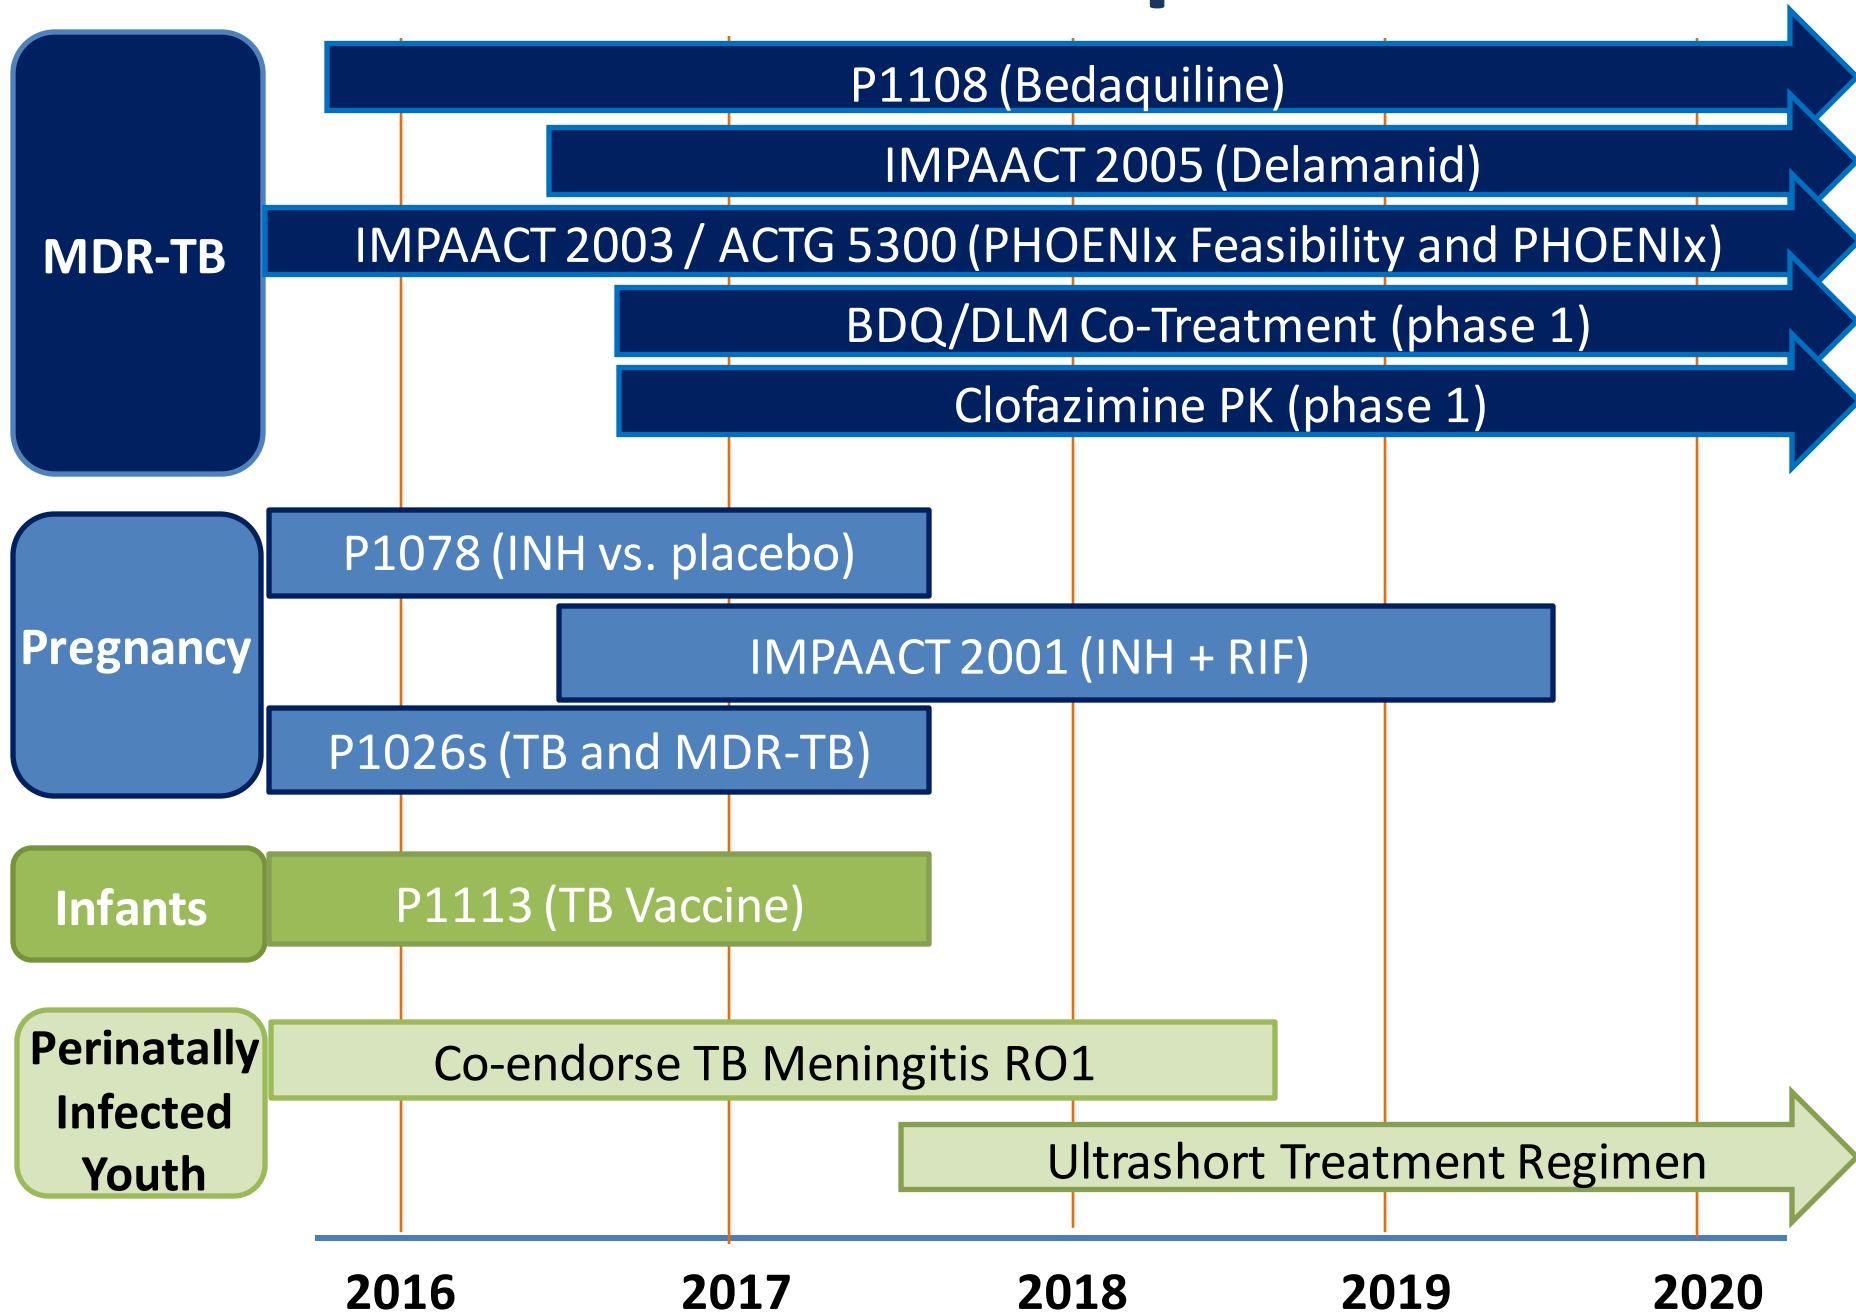 MDR-TB
P1108 (Bedaquiline)
IMPAACT 2005 (Delamanid)
IMPAACT 2003 / ACTG 5300 (PHOENIx Feasibility and PHOENIx)
BDQ/DLM Co-Treatment (phase 1)
Clofazimine PK (phase 1)
Pregnancy
P1078 (INH vs. placebo)
IMPAACT 2001 (INH + RIF)
P1026s (TB and MDR-TB)
Infants
P1113 (TB Vaccine)
Perinatally
Infected
Youth
Co-endorse TB Meningitis RO1
Ultrashort Treatment Regimen
2016 2017 2018 2019 2020